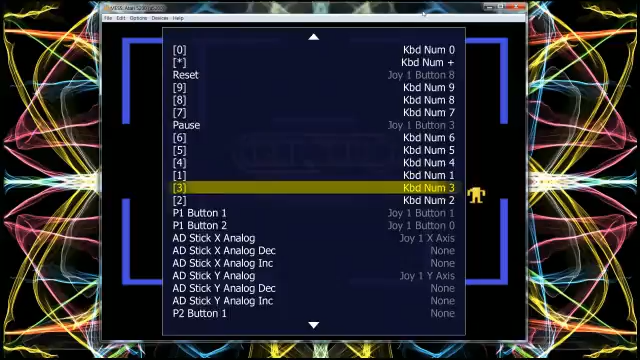 MESS: Atari 5200 [a5200]
File Edit Options Devices Help
[0] Kbd Num 0
[*] Kbd Num +
Reset Joy 1 Button 8
[9] Kbd Num 9
[8] Kbd Num 8
[7] Kbd Num 7
Pause Joy 1 Button 3
[6] Kbd Num 6
[5] Kbd Num 5
[4] Kbd Num 4
[1] Kbd Num 1
[3] Kbd Num 3
[2] Kbd Num 2
P1 Button 1 Joy 1 Button 1
P1 Button 2 Joy 1 Button 0
AD Stick X Analog Joy 1 X Axis
AD Stick X Analog Dec None
AD Stick X Analog Inc None
AD Stick Y Analog Joy 1 Y Axis
AD Stick Y Analog Dec None
AD Stick Y Analog Inc None
P2 Button 1 None